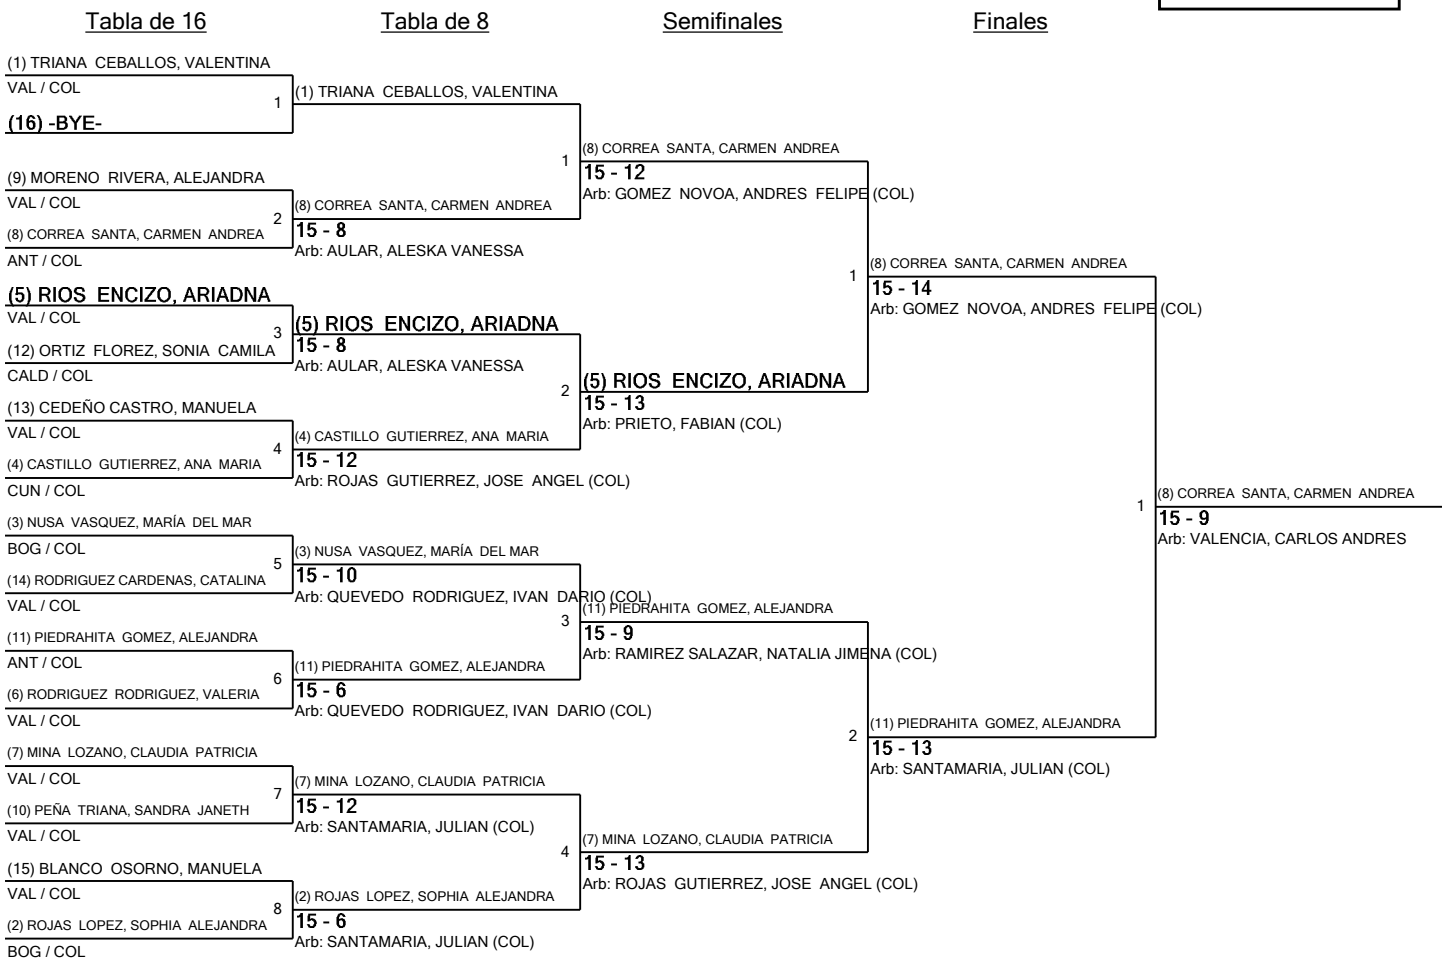 Tabla de 16
Tabla de 8
Semifinales
Finales
(1) TRIANA CEBALLOS, VALENTINA
VAL / COL
1
(16) -BYE-
(9) MORENO RIVERA, ALEJANDRA
VAL / COL
2
(8) CORREA SANTA, CARMEN ANDREA
ANT / COL
(5) RIOS ENCIZO, ARIADNA
VAL / COL
3
(12) ORTIZ FLOREZ, SONIA CAMILA
CALD / COL
(13) CEDEÑO CASTRO, MANUELA
VAL / COL
4
(4) CASTILLO GUTIERREZ, ANA MARIA
CUN / COL
(3) NUSA VASQUEZ, MARÍA DEL MAR
BOG / COL
5
(14) RODRIGUEZ CARDENAS, CATALINA
VAL / COL
(11) PIEDRAHITA GOMEZ, ALEJANDRA
ANT / COL
6
(6) RODRIGUEZ RODRIGUEZ, VALERIA
VAL / COL
(7) MINA LOZANO, CLAUDIA PATRICIA
VAL / COL
7
(10) PEÑA TRIANA, SANDRA JANETH
VAL / COL
(15) BLANCO OSORNO, MANUELA
VAL / COL
8
(2) ROJAS LOPEZ, SOPHIA ALEJANDRA
BOG / COL
(1) TRIANA CEBALLOS, VALENTINA
1
(8) CORREA SANTA, CARMEN ANDREA
15 - 8
Arb: AULAR, ALESKA VANESSA
(5) RIOS ENCIZO, ARIADNA
15 - 8
Arb: AULAR, ALESKA VANESSA
2
(4) CASTILLO GUTIERREZ, ANA MARIA
15 - 12
Arb: ROJAS GUTIERREZ, JOSE ANGEL (COL)
(3) NUSA VASQUEZ, MARÍA DEL MAR
15 - 10
Arb: QUEVEDO RODRIGUEZ, IVAN DARIO (COL)
3
(11) PIEDRAHITA GOMEZ, ALEJANDRA
15 - 6
Arb: QUEVEDO RODRIGUEZ, IVAN DARIO (COL)
(7) MINA LOZANO, CLAUDIA PATRICIA
15 - 12
Arb: SANTAMARIA, JULIAN (COL)
4
(2) ROJAS LOPEZ, SOPHIA ALEJANDRA
15 - 6
Arb: SANTAMARIA, JULIAN (COL)
(8) CORREA SANTA, CARMEN ANDREA
15 - 12
Arb: GOMEZ NOVOA, ANDRES FELIPE (COL)
1
(5) RIOS ENCIZO, ARIADNA
15 - 13
Arb: PRIETO, FABIAN (COL)
(11) PIEDRAHITA GOMEZ, ALEJANDRA
15 - 9
Arb: RAMIREZ SALAZAR, NATALIA JIMENA (COL)
2
(7) MINA LOZANO, CLAUDIA PATRICIA
15 - 13
Arb: ROJAS GUTIERREZ, JOSE ANGEL (COL)
(8) CORREA SANTA, CARMEN ANDREA
15 - 14
Arb: GOMEZ NOVOA, ANDRES FELIPE (COL)
1
(11) PIEDRAHITA GOMEZ, ALEJANDRA
15 - 13
Arb: SANTAMARIA, JULIAN (COL)
(8) CORREA SANTA, CARMEN ANDREA
15 - 9
Arb: VALENCIA, CARLOS ANDRES